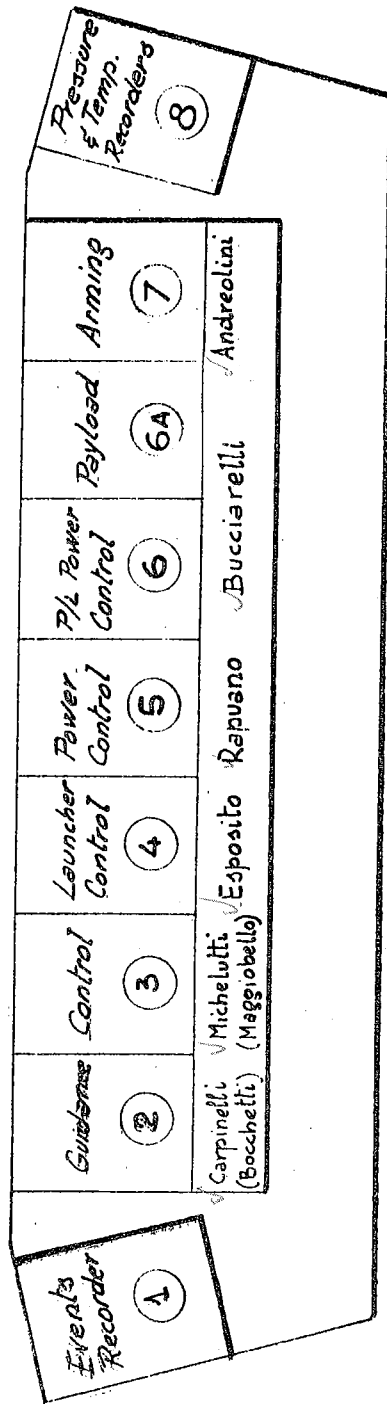 Events
Recorder
1
Guidance
2
Control
3
Launcher
Control
4
Power
Control
5
P/L Power
Control
6
Payload
6A
Arming
7
Pressure
& Temp.
Recorders
8
✓ Carpinelli
(Bocchetti)
✓ Michelutti
(Maggiobello)
✓ Esposito
Rapuano
✓ Bucciarelli
✓ Andreolini